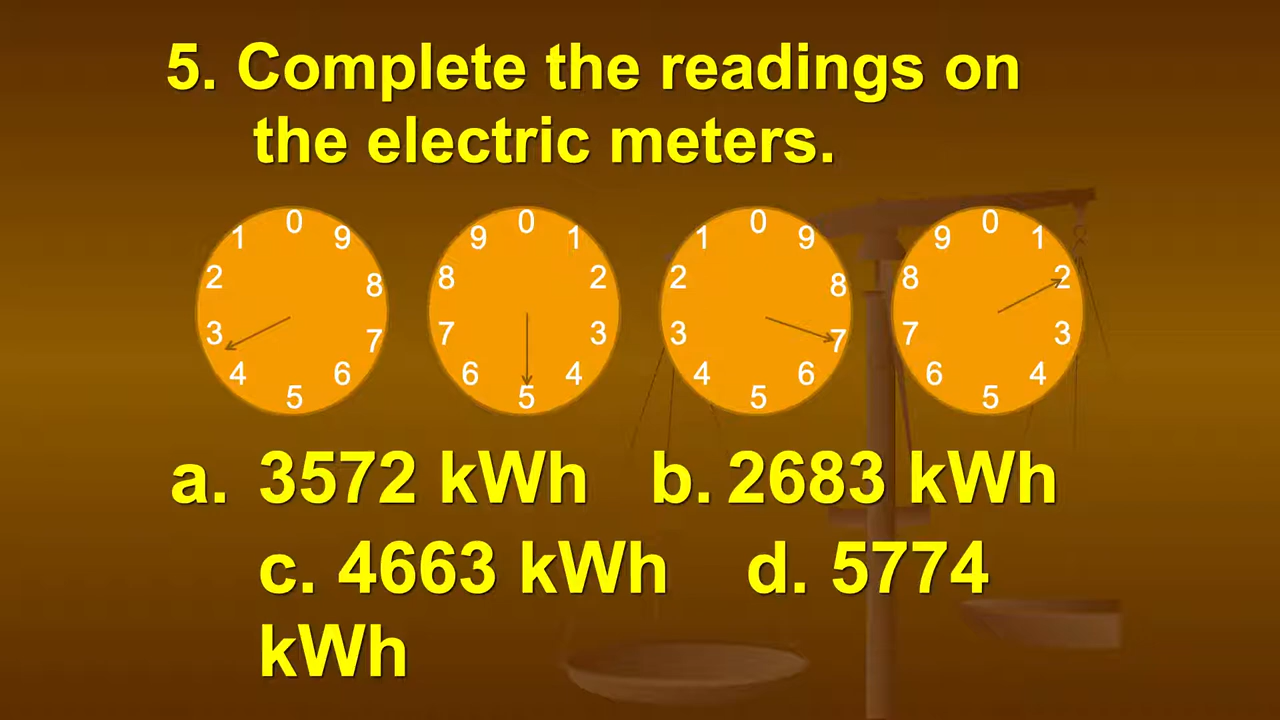 5. Complete the readings on
the electric meters.
0 1 2 3 4 5 6 7 8 9
0 9 8 7 6 5 4 3 2 1
0 1 2 3 4 5 6 7 8 9
0 9 8 7 6 5 4 3 2 1
a. 3572 kWh b. 2683 kWh
c. 4663 kWh d. 5774
kWh